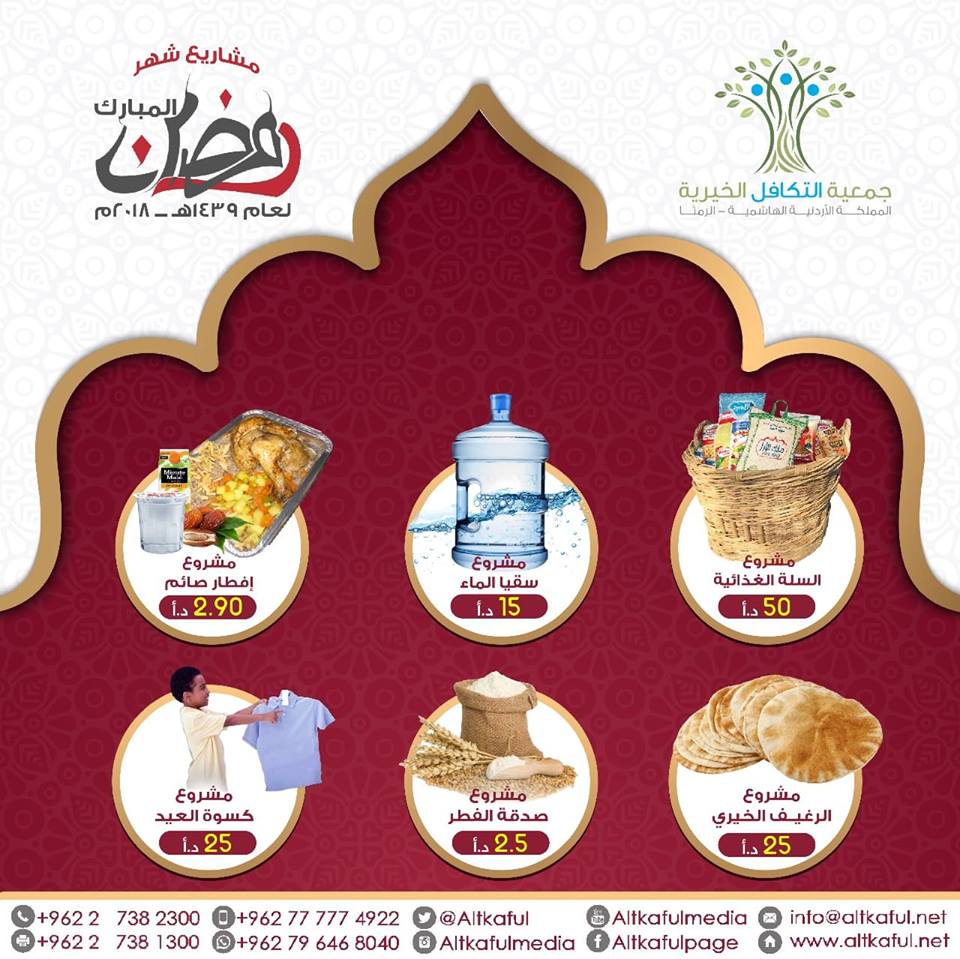 جمعية التكافل الخيرية
المملكة الأردنية الهاشمية - الرمثا
مشاريع شهر
رمضان المبارك
لعام ١٤٣٩هـ - ٢٠١٨م
مشروع
السلة الغذائية
50 د.أ
مشروع
سقيا الماء
15 د.أ
Minute Maid
مشروع
إفطار صائم
2.90 د.أ
مشروع
الرغيف الخيري
25 د.أ
مشروع
صدقة الفطر
2.5 د.أ
مشروع
كسوة العيد
25 د.أ
+962 2 738 2300 +962 77 777 4922 @Altkaful Altkafulmedia info@altkaful.net
+962 2 738 1300 +962 79 646 8040 Altkafulmedia Altkafulpage www.altkaful.net